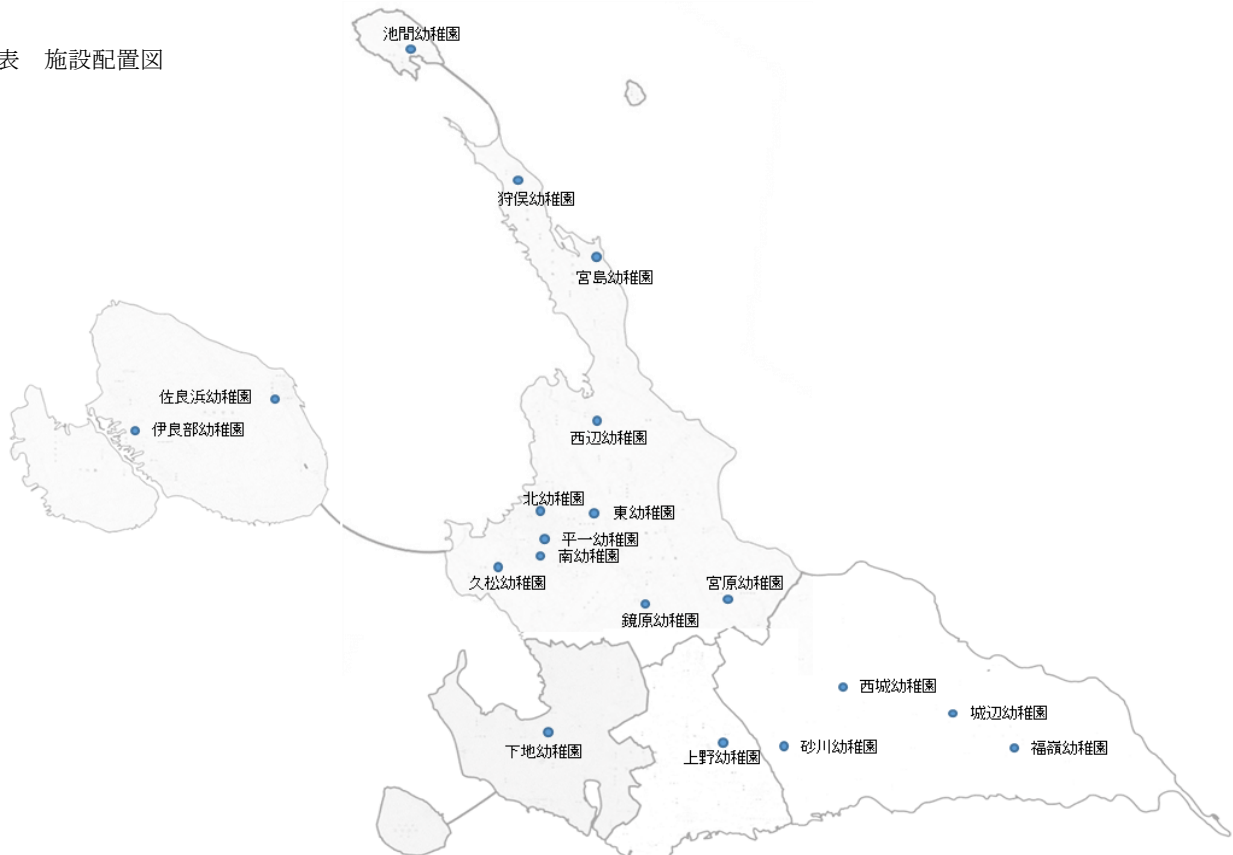 池間幼稚園
表　施設配置図
狩俣幼稚園
宮島幼稚園
佐良浜幼稚園
伊良部幼稚園
西辺幼稚園
北幼稚園
東幼稚園
平一幼稚園
南幼稚園
久松幼稚園
宮原幼稚園
鏡原幼稚園
西城幼稚園
城辺幼稚園
下地幼稚園
上野幼稚園
砂川幼稚園
福嶺幼稚園